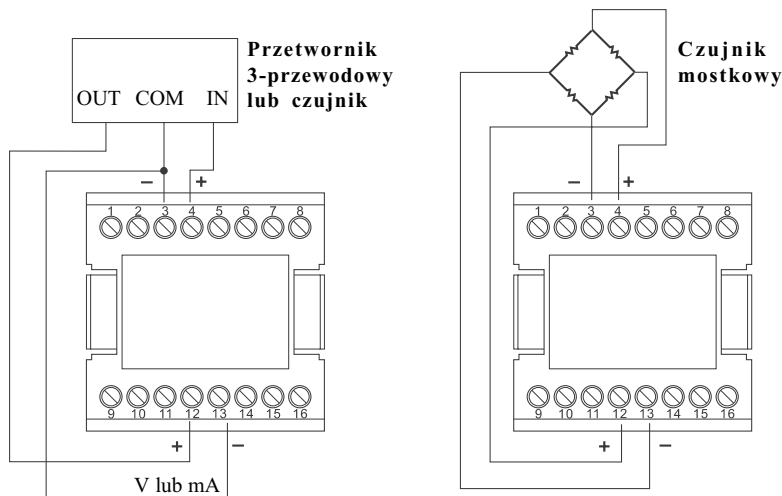 Przetwornik
3-przewodowy
lub czujnik
OUT COM IN
− +
1 2 3 4 5 6 7 8
9 10 11 12 13 14 15 16
+ −
V lub mA
Czujnik
mostkowy
− +
1 2 3 4 5 6 7 8
9 10 11 12 13 14 15 16
+ −